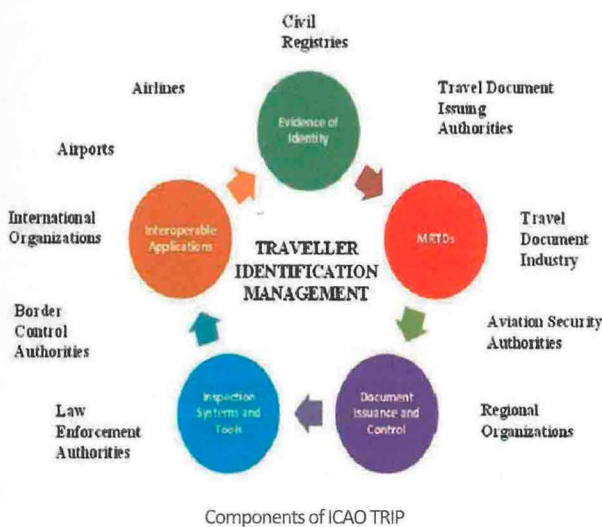 Civil
Registries
Airlines
Travel Document
Issuing
Authorities
Evidence of
Identity
Airports
International
Organizations
Interoperable
Applications
TRAVELLER
IDENTIFICATION
MANAGEMENT
MRTDs
Travel
Document
Industry
Border
Control
Authorities
Aviation Security
Authorities
Inspection
Systems and
Tools
Document
Issuance and
Control
Law
Enforcement
Authorities
Regional
Organizations
Components of ICAO TRIP